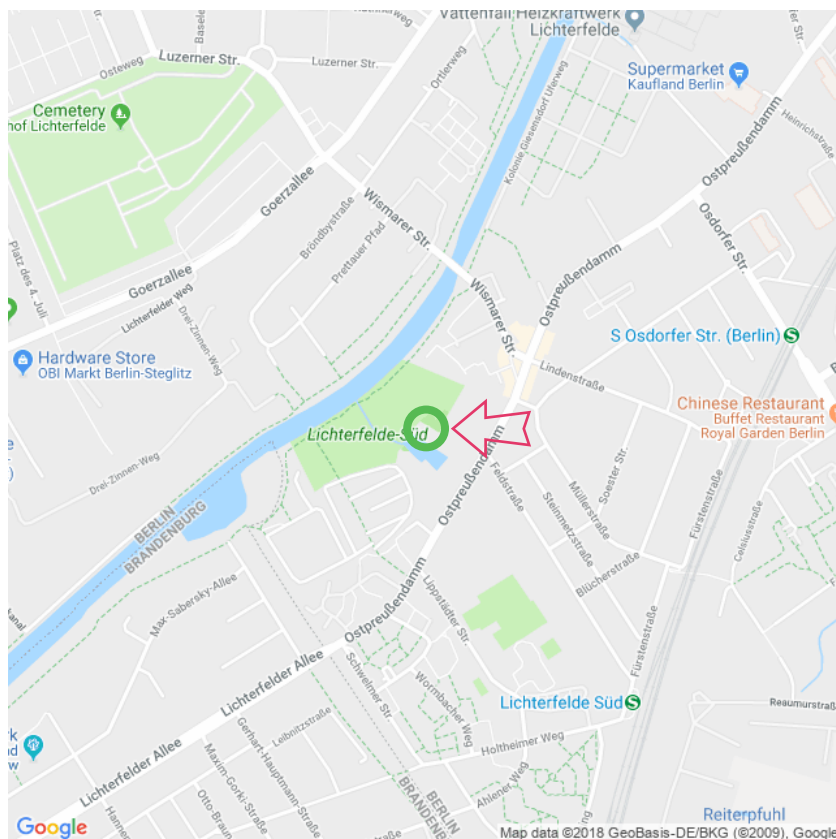 Vattenfall Heizkraftwerk
Lichterfelde
Luzerner Str.
Osteweg
Luzerner Str.
Ortlerweg
Supermarket
Kaufland Berlin
Cemetery
hof Lichterfelde
Kolonie Giesensdorf Uferweg
Heinrichstraße
Goerzallee
Wismarer Str.
Ostpreußendamm
Bröndbystraße
Prettauer Pfad
Osdorfer Str.
Platz des 4. Juli
Goerzallee
Lichterfelder Weg
Ostpreußendamm
Wismarer Str.
Drei-Zinnen-Weg
S Osdorfer Str. (Berlin)
Hardware Store
OBI Markt Berlin-Steglitz
Lindenstraße
Chinese Restaurant
Buffet Restaurant
Royal Garden Berlin
Lichterfelde-Süd
Drei-Zinnen-Weg
Ostpreußendamm
Feldstraße
Soester Str.
Müllerstraße
Steinmetzstraße
Fürstenstraße
Celsiusstraße
BERLIN
BRANDENBURG
Blücherstraße
Max-Sabersky-Allee
Ostpreußendamm
Lippstädter Str.
Fürstenstraße
kanal
Lichterfelder Allee
Schwelmer Str.
Wormbacher Weg
Lichterfelde Süd
Reaumurstraße
Leibnitzstraße
Holtheimer Weg
Lichterfelder Allee
Gerhart-Hauptmann-Straße
Maxim-Gorki-Straße
Otto-Braun
BERLIN
BRANDENBURG
Ahlener Weg
Reiterpfuhl
Google
Map data ©2018 GeoBasis-DE/BKG (©2009), Google